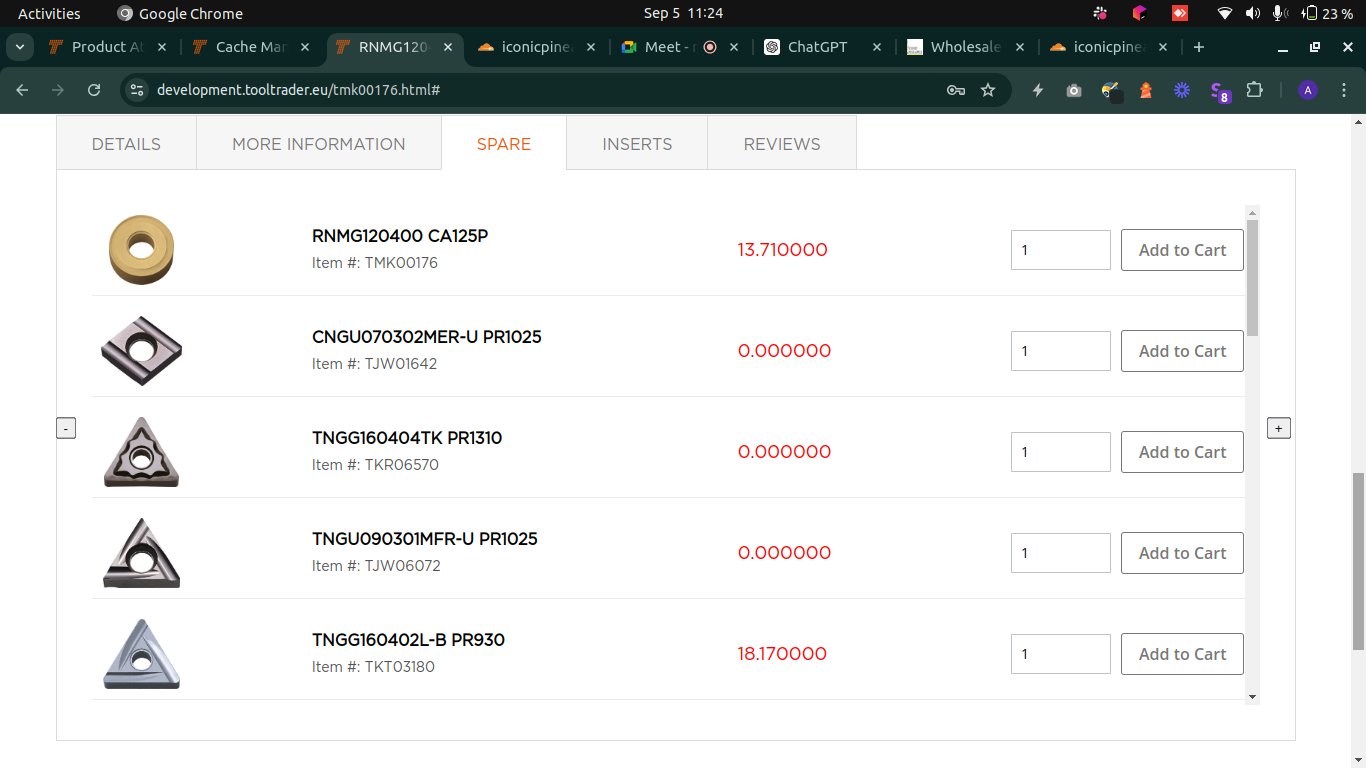 Activities Google Chrome Sep 5 11:24 23 %
Product At Cache Man RNMG120 iconicpine Meet - ChatGPT Wholesale iconicpine
development.tooltrader.eu/tmk00176.html# 8 A
DETAILS MORE INFORMATION SPARE INSERTS REVIEWS
RNMG120400 CA125P
Item #: TMK00176
13.710000
1
Add to Cart
CNGU070302MER-U PR1025
Item #: TJW01642
0.000000
1
Add to Cart
TNGG160404TK PR1310
Item #: TKR06570
0.000000
1
Add to Cart
- +
TNGU090301MFR-U PR1025
Item #: TJW06072
0.000000
1
Add to Cart
TNGG160402L-B PR930
Item #: TKT03180
18.170000
1
Add to Cart